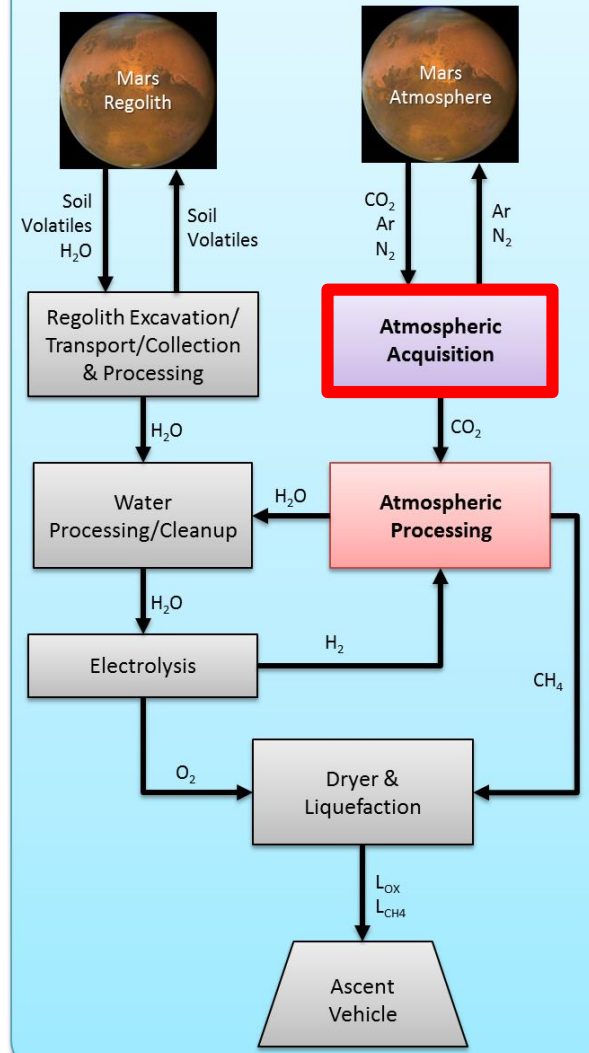 Mars
Regolith
Mars
Atmosphere
Soil
Volatiles
H₂O
Soil
Volatiles
CO₂
Ar
N₂
Ar
N₂
Regolith Excavation/
Transport/Collection
& Processing
Atmospheric
Acquisition
H₂O
CO₂
Water
Processing/Cleanup
H₂O
Atmospheric
Processing
H₂O
Electrolysis
H₂
CH₄
O₂
Dryer &
Liquefaction
L_OX
L_CH4
Ascent
Vehicle